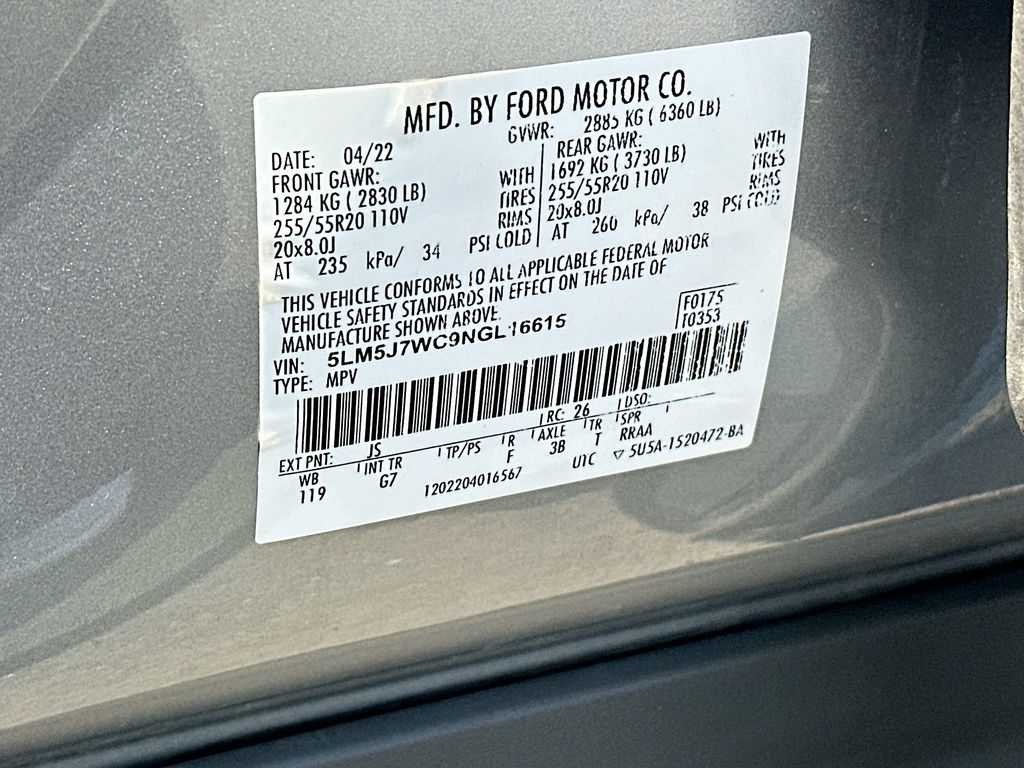 MFD. BY FORD MOTOR CO.
DATE: 04/22 GVWR: 2885 KG ( 6360 LB)
FRONT GAWR: REAR GAWR:
1284 KG ( 2830 LB) WITH 1692 KG ( 3730 LB) WITH
255/55R20 110V TIRES 255/55R20 110V TIRES
20x8.0J RIMS 20x8.0J RIMS
AT 235 kPa/ 34 PSI COLD AT 260 kPa/ 38 PSI COLD
THIS VEHICLE CONFORMS TO ALL APPLICABLE FEDERAL MOTOR
VEHICLE SAFETY STANDARDS IN EFFECT ON THE DATE OF
MANUFACTURE SHOWN ABOVE.
F0175
T0353
VIN: 5LM5J7WC9NGL16615
TYPE: MPV
EXT PNT: JS RC: 26 DSO:
WB INT TR TP/PS R AXLE TR SPR
119 G7 F 3B T RRAA
1202204016567 UTC ▽ 5U5A-1520472-BA